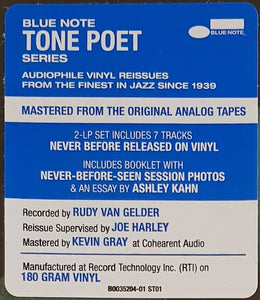 BLUE NOTE
TONE POET
SERIES
BLUE NOTE.
AUDIOPHILE VINYL REISSUES
FROM THE FINEST IN JAZZ SINCE 1939
MASTERED FROM THE ORIGINAL ANALOG TAPES
2-LP SET INCLUDES 7 TRACKS
NEVER BEFORE RELEASED ON VINYL
INCLUDES BOOKLET WITH
NEVER-BEFORE-SEEN SESSION PHOTOS
& AN ESSAY BY ASHLEY KAHN
Recorded by RUDY VAN GELDER
Reissue Supervised by JOE HARLEY
Mastered by KEVIN GRAY at Cohearent Audio
Manufactured at Record Technology Inc. (RTI) on
180 GRAM VINYL
B0035204-01 ST01